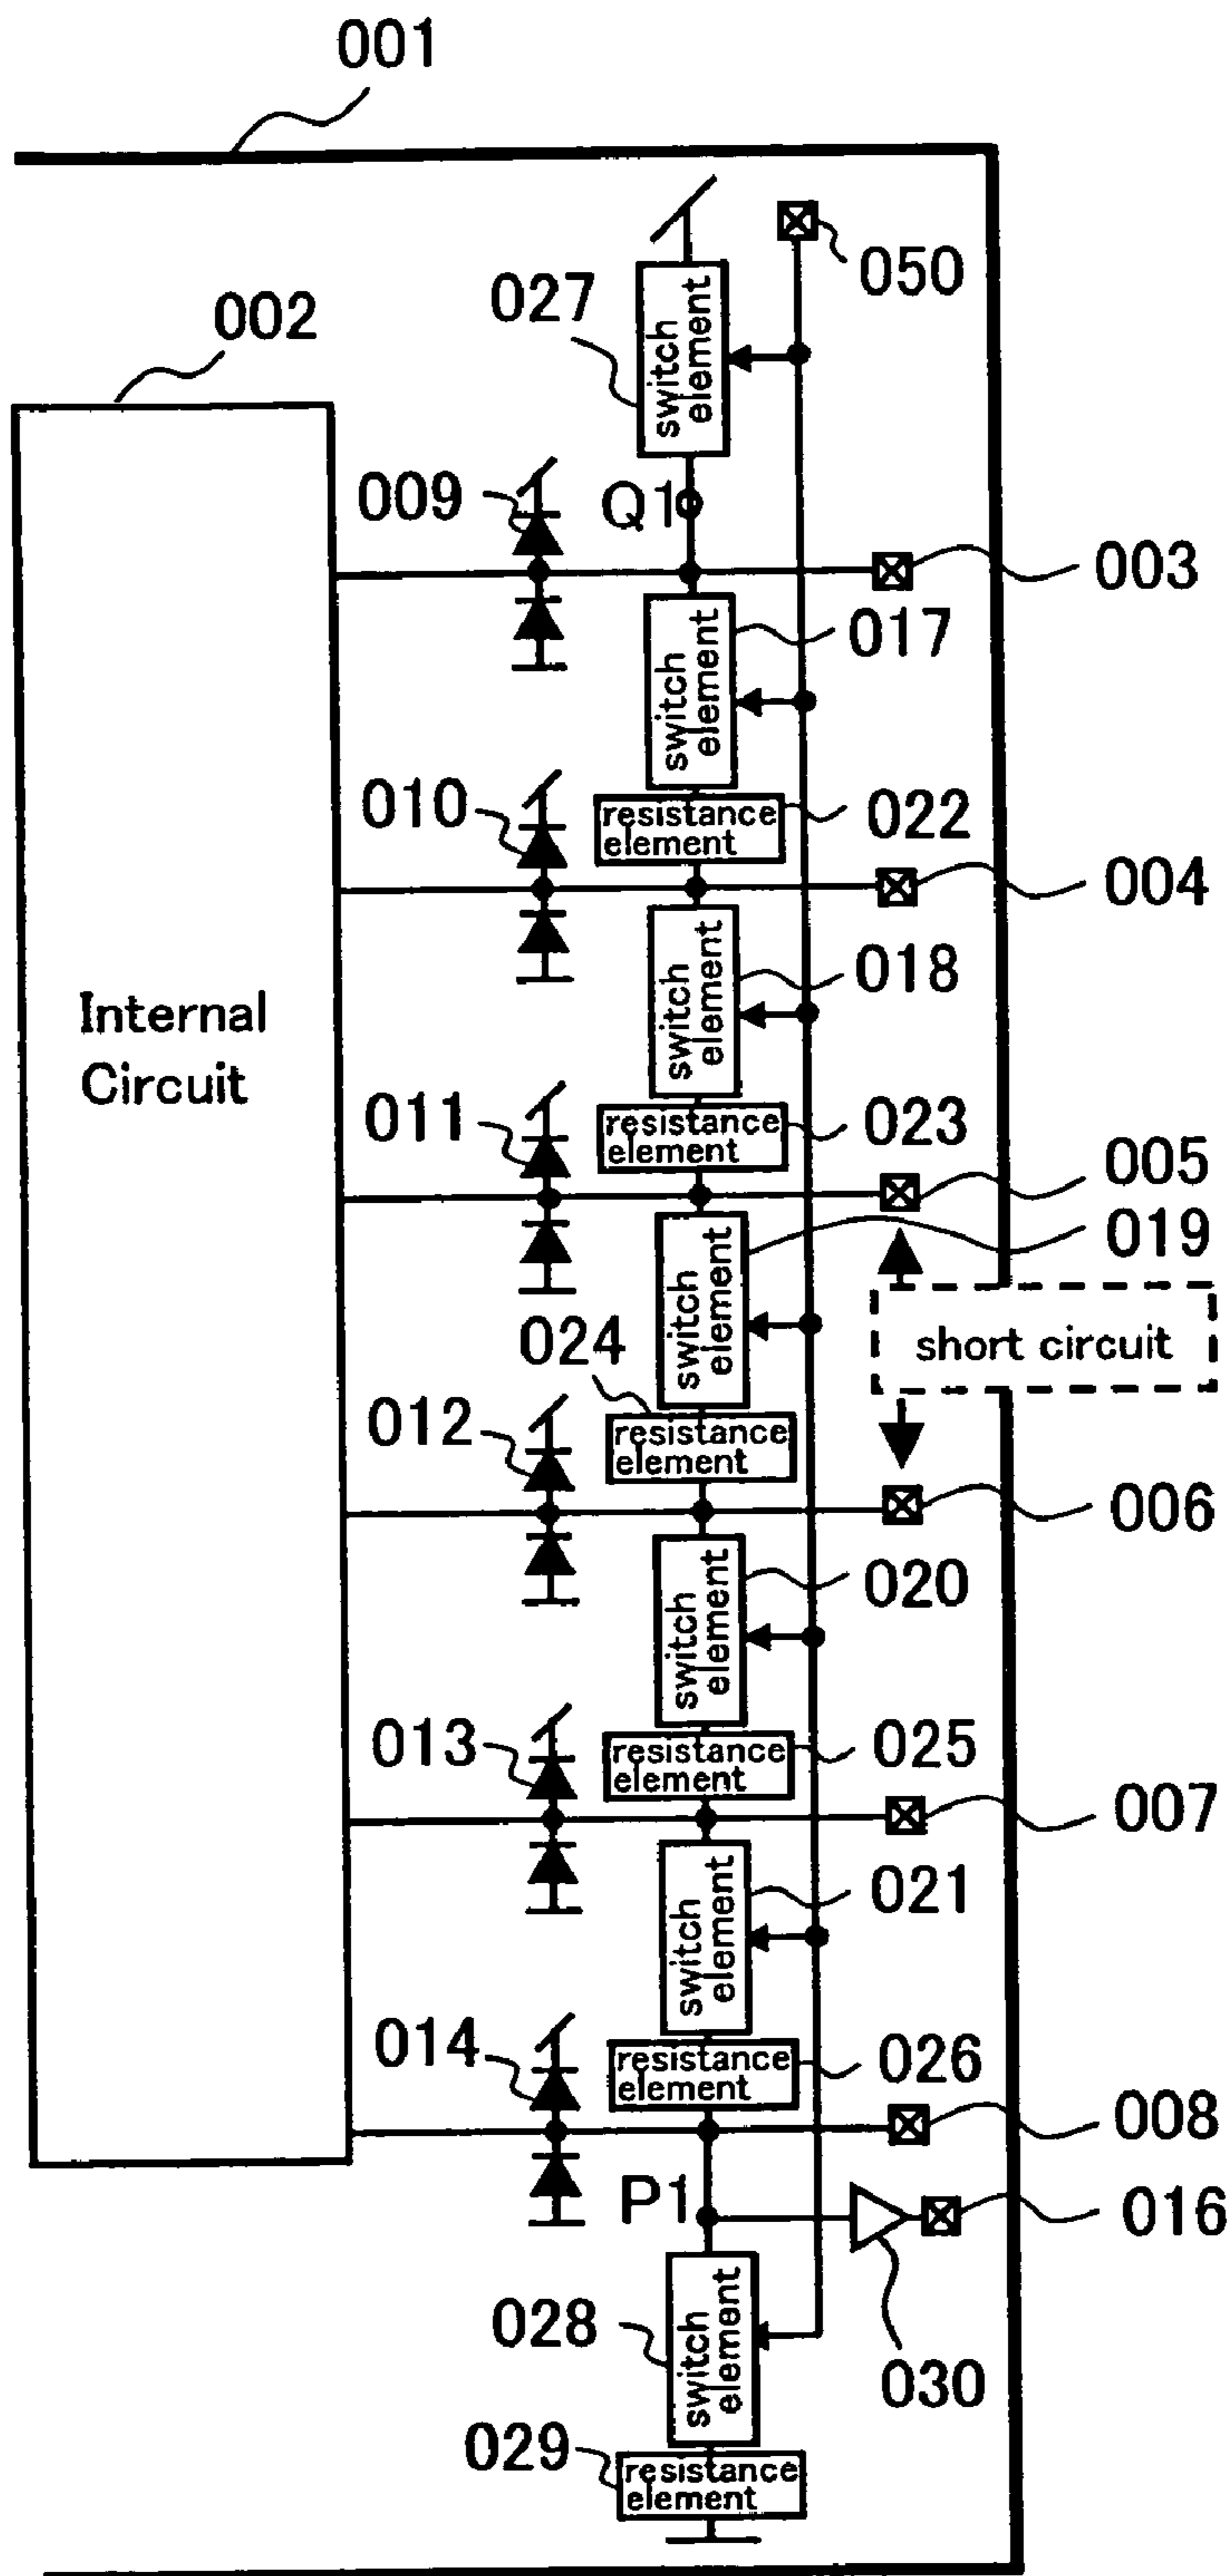 001
050
027
switch
element
002
009
Q1
003
017
switch
element
010
resistance
element
022
004
018
switch
element
Internal
Circuit
011
resistance
element
023
005
019
switch
element
024
short circuit
012
resistance
element
006
020
switch
element
013
resistance
element
025
007
021
switch
element
014
resistance
element
026
008
P1
016
028
switch
element
030
029
resistance
element